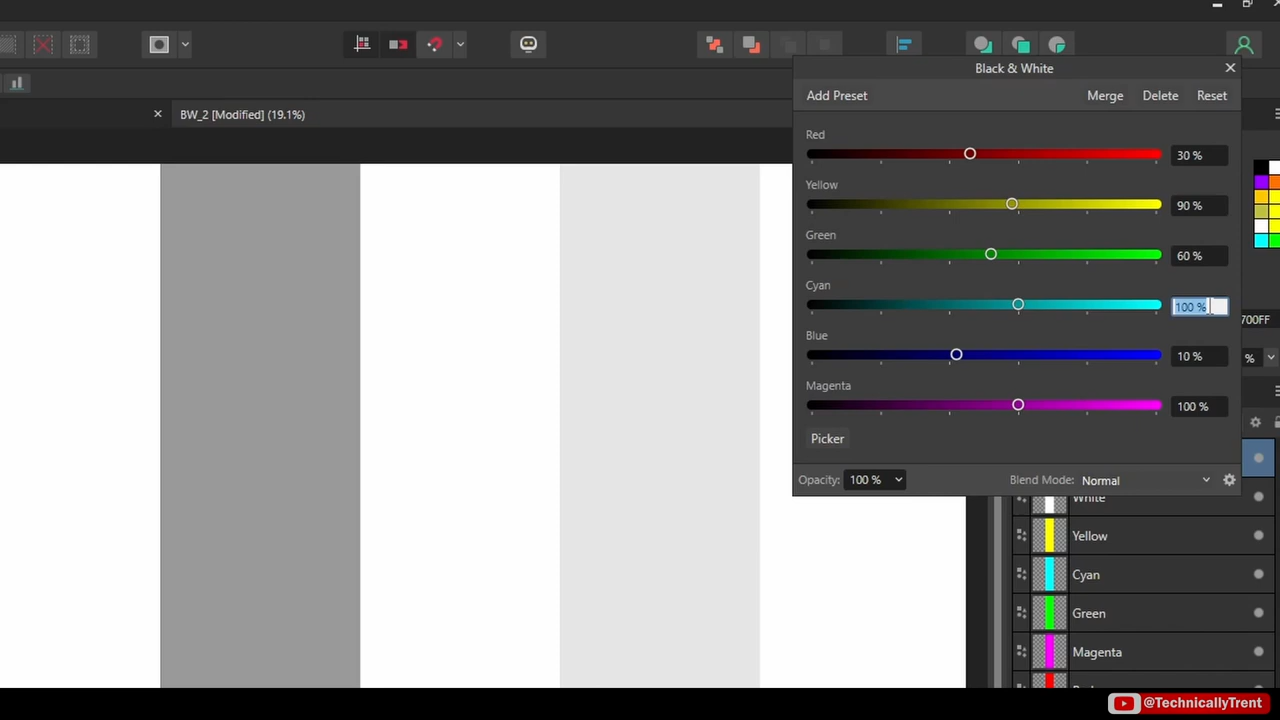 Black & White
Add Preset
Merge
Delete
Reset
BW_2 [Modified] (19.1%)
Red
30 %
Yellow
90 %
Green
60 %
Cyan
100 %
700FF
Blue
10 %
%
Magenta
100 %
Picker
Opacity: 100 %
Blend Mode: Normal
White
Yellow
Cyan
Green
Magenta
@TechnicallyTrent